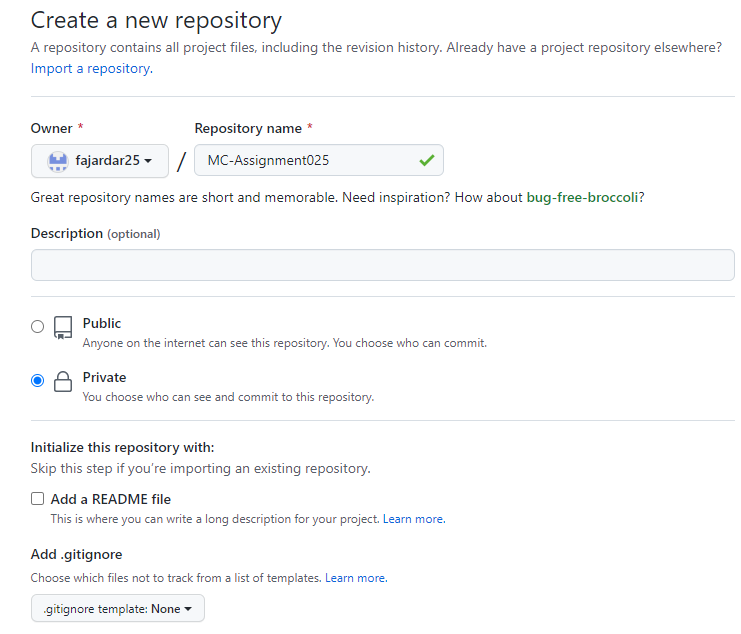 Create a new repository
A repository contains all project files, including the revision history. Already have a project repository elsewhere?
Import a repository.
Owner * Repository name *
fajardar25 / MC-Assignment025
Great repository names are short and memorable. Need inspiration? How about bug-free-broccoli?
Description (optional)
Public
Anyone on the internet can see this repository. You choose who can commit.
Private
You choose who can see and commit to this repository.
Initialize this repository with:
Skip this step if you’re importing an existing repository.
Add a README file
This is where you can write a long description for your project. Learn more.
Add .gitignore
Choose which files not to track from a list of templates. Learn more.
.gitignore template: None